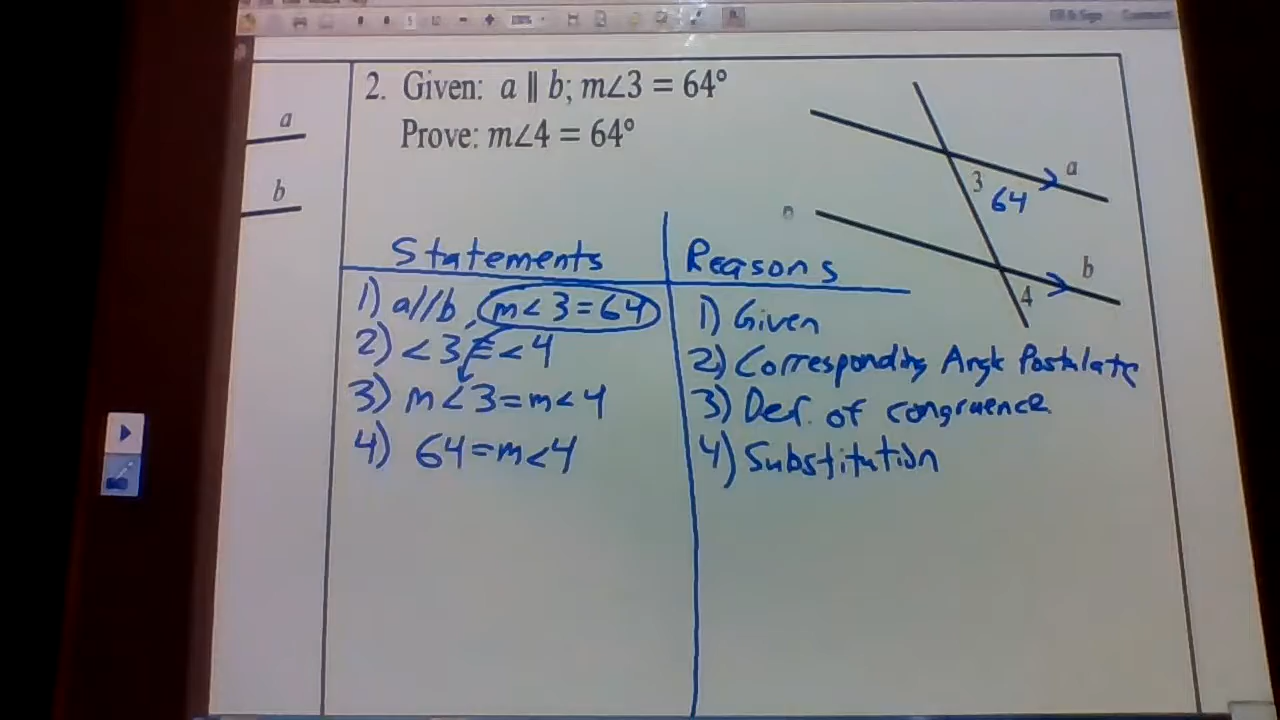 a
b
2. Given: a ∥ b; m∠3 = 64°
Prove: m∠4 = 64°
a
3
64
b
4
Statements
Reasons
1) a//b, m<3=64
1) Given
2) <3≅<4
2) Corresponding Angle Postulate
3) m<3=m<4
3) Def. of congruence
4) 64=m<4
4) Substitution